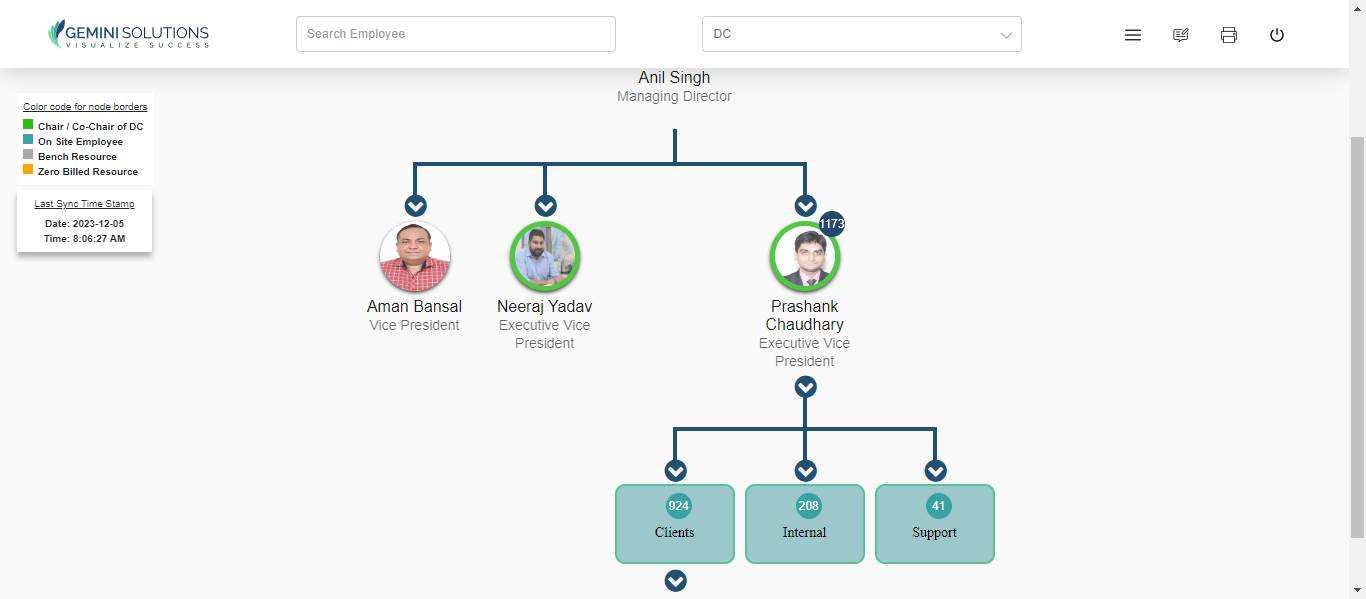 GEMINI SOLUTIONS
VISUALIZE SUCCESS
Search Employee
DC
Anil Singh
Managing Director
Color code for node borders
Chair / Co-Chair of DC
On Site Employee
Bench Resource
Zero Billed Resource
Last Sync Time Stamp
Date: 2023-12-05
Time: 8:06:27 AM
1173
Aman Bansal
Vice President
Neeraj Yadav
Executive Vice
President
Prashank
Chaudhary
Executive Vice
President
924
Clients
208
Internal
41
Support